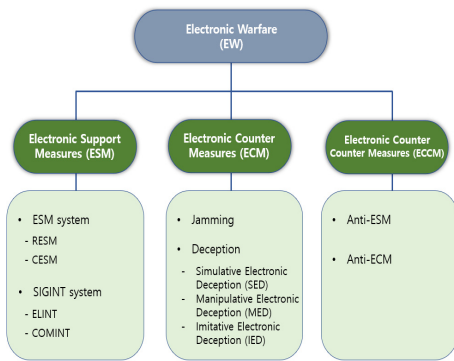 Electronic Warfare
(EW)
Electronic Support
Measures (ESM)
• ESM system
- RESM
- CESM
• SIGINT system
- ELINT
- COMINT
Electronic Counter
Measures (ECM)
• Jamming
• Deception
- Simulative Electronic
Deception (SED)
- Manipulative Electronic
Deception (MED)
- Imitative Electronic
Deception (IED)
Electronic Counter
Counter Measures (ECCM)
• Anti-ESM
• Anti-ECM